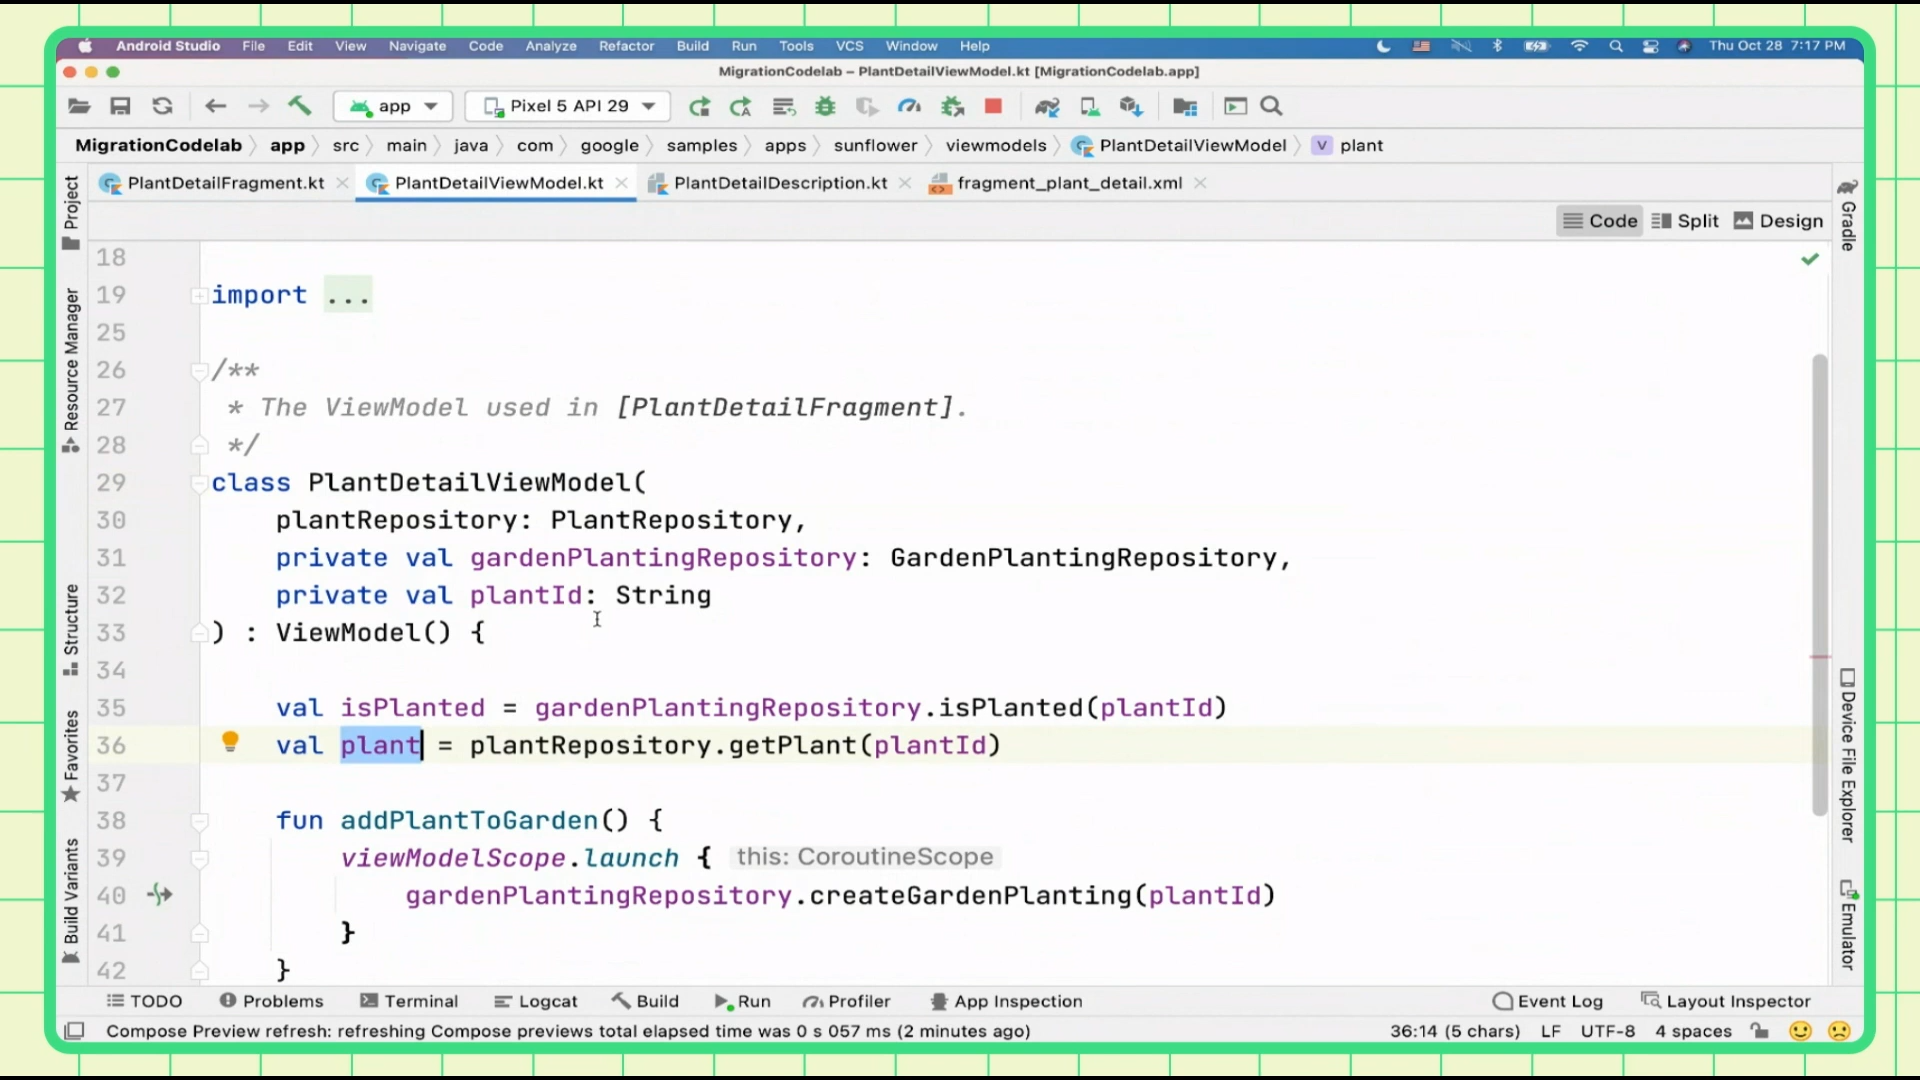 Android Studio File Edit View Navigate Code Analyze Refactor Build Run Tools VCS Window Help Thu Oct 28 7:17 PM
MigrationCodelab – PlantDetailViewModel.kt [MigrationCodelab.app]
app Pixel 5 API 29
MigrationCodelab app src main java com google samples apps sunflower viewmodels PlantDetailViewModel V plant
PlantDetailFragment.kt PlantDetailViewModel.kt PlantDetailDescription.kt fragment_plant_detail.xml
Code Split Design
Project
Resource Manager
Structure
Favorites
Build Variants
18
19 import ...
25
26 /**
27 * The ViewModel used in [PlantDetailFragment].
28 */
29 class PlantDetailViewModel(
30 plantRepository: PlantRepository,
31 private val gardenPlantingRepository: GardenPlantingRepository,
32 private val plantId: String
33 ) : ViewModel() {
34
35 val isPlanted = gardenPlantingRepository.isPlanted(plantId)
36 val plant = plantRepository.getPlant(plantId)
37
38 fun addPlantToGarden() {
39 viewModelScope.launch { this: CoroutineScope
40 gardenPlantingRepository.createGardenPlanting(plantId)
41 }
42 }
Gradle
Device File Explorer
Emulator
TODO Problems Terminal Logcat Build Run Profiler App Inspection Event Log Layout Inspector
Compose Preview refresh: refreshing Compose previews total elapsed time was 0 s 057 ms (2 minutes ago) 36:14 (5 chars) LF UTF-8 4 spaces